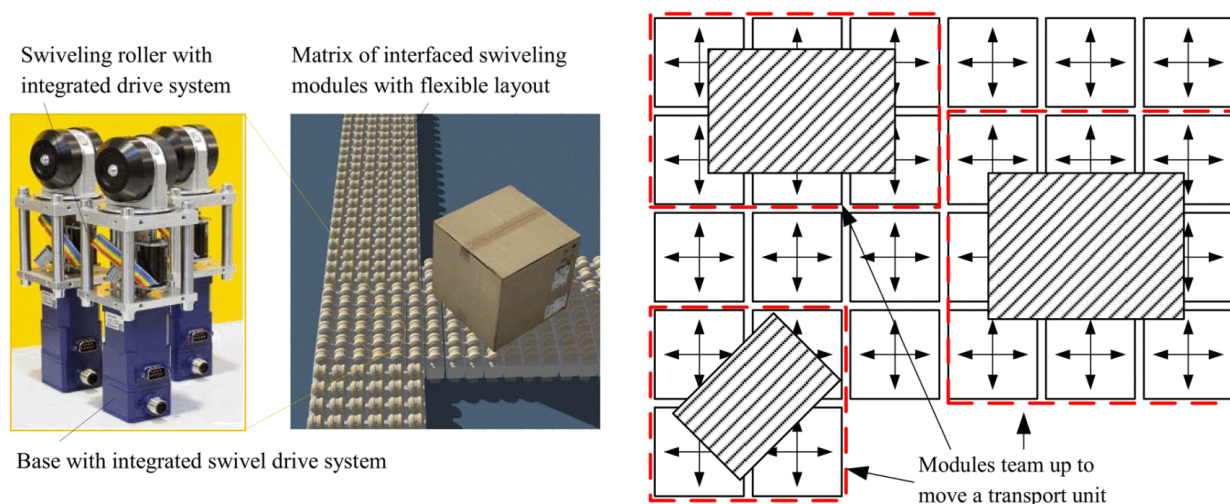 Swiveling roller with
integrated drive system
Matrix of interfaced swiveling
modules with flexible layout
Base with integrated swivel drive system
Modules team up to
move a transport unit